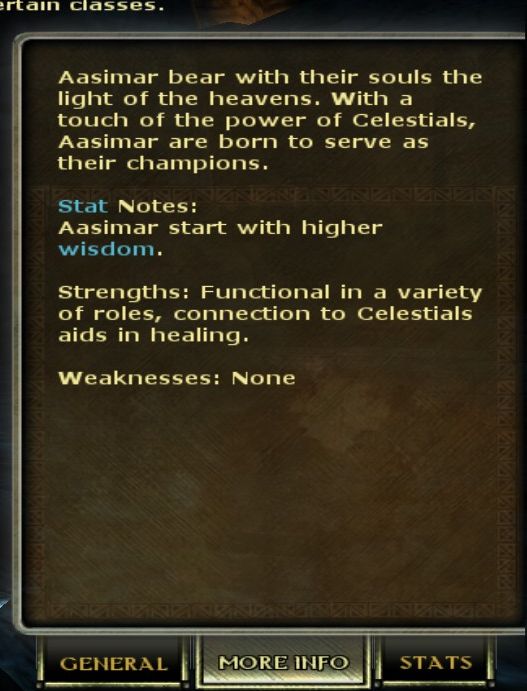 classes.
Aasimar bear with their souls the
light of the heavens. With a
touch of the power of Celestials,
Aasimar are born to serve as
their champions.
Stat Notes:
Aasimar start with higher
wisdom.
Strengths: Functional in a variety
of roles, connection to Celestials
aids in healing.
Weaknesses: None
GENERAL MORE INFO STATS